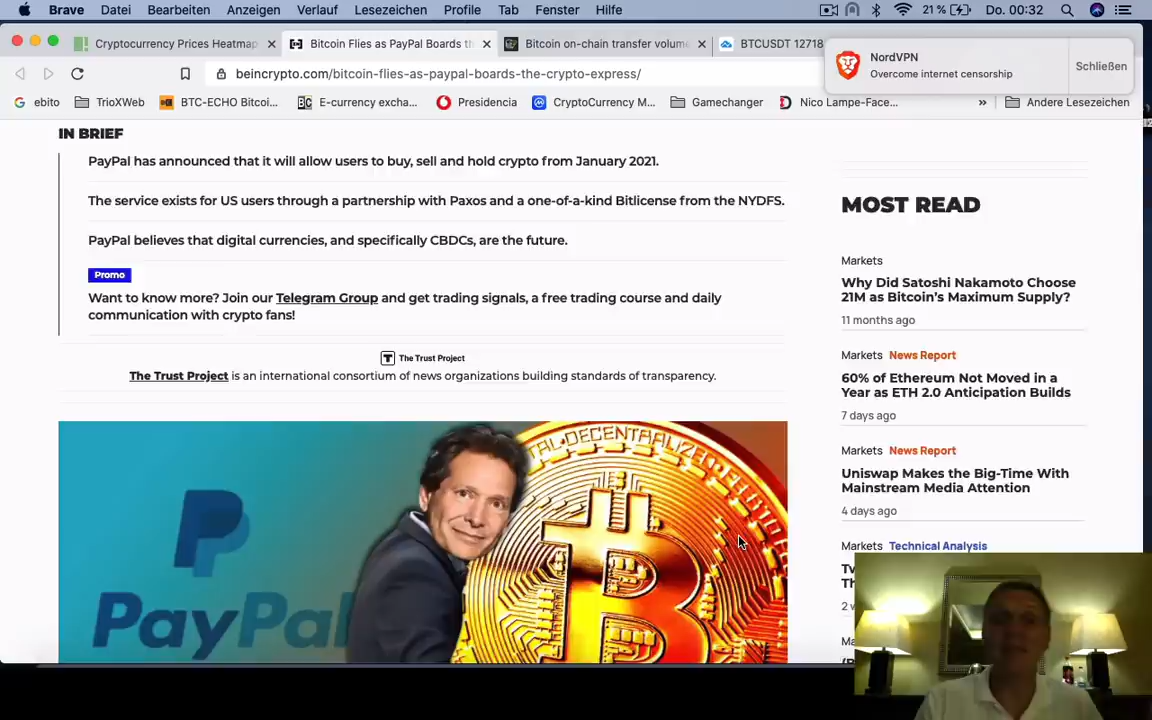 Brave Datei Bearbeiten Anzeigen Verlauf Lesezeichen Profile Tab Fenster Hilfe 21 % Do. 00:32
Cryptocurrency Prices Heatmap
Bitcoin Flies as PayPal Boards th
Bitcoin on-chain transfer volume
BTCUSDT 12718
NordVPN
Overcome internet censorship
Schließen
beincrypto.com/bitcoin-flies-as-paypal-boards-the-crypto-express/
ebito TrioXWeb BTC-ECHO Bitcoi... E-currency excha... Presidencia CryptoCurrency M... Gamechanger Nico Lampe-Face... » Andere Lesezeichen
IN BRIEF
PayPal has announced that it will allow users to buy, sell and hold crypto from January 2021.
The service exists for US users through a partnership with Paxos and a one-of-a-kind Bitlicense from the NYDFS.
PayPal believes that digital currencies, and specifically CBDCs, are the future.
Promo
Want to know more? Join our Telegram Group and get trading signals, a free trading course and daily
communication with crypto fans!
The Trust Project
The Trust Project is an international consortium of news organizations building standards of transparency.
PayPal
DECENTRALIZED
MOST READ
Markets
Why Did Satoshi Nakamoto Choose
21M as Bitcoin’s Maximum Supply?
11 months ago
Markets News Report
60% of Ethereum Not Moved in a
Year as ETH 2.0 Anticipation Builds
7 days ago
Markets News Report
Uniswap Makes the Big-Time With
Mainstream Media Attention
4 days ago
Markets Technical Analysis